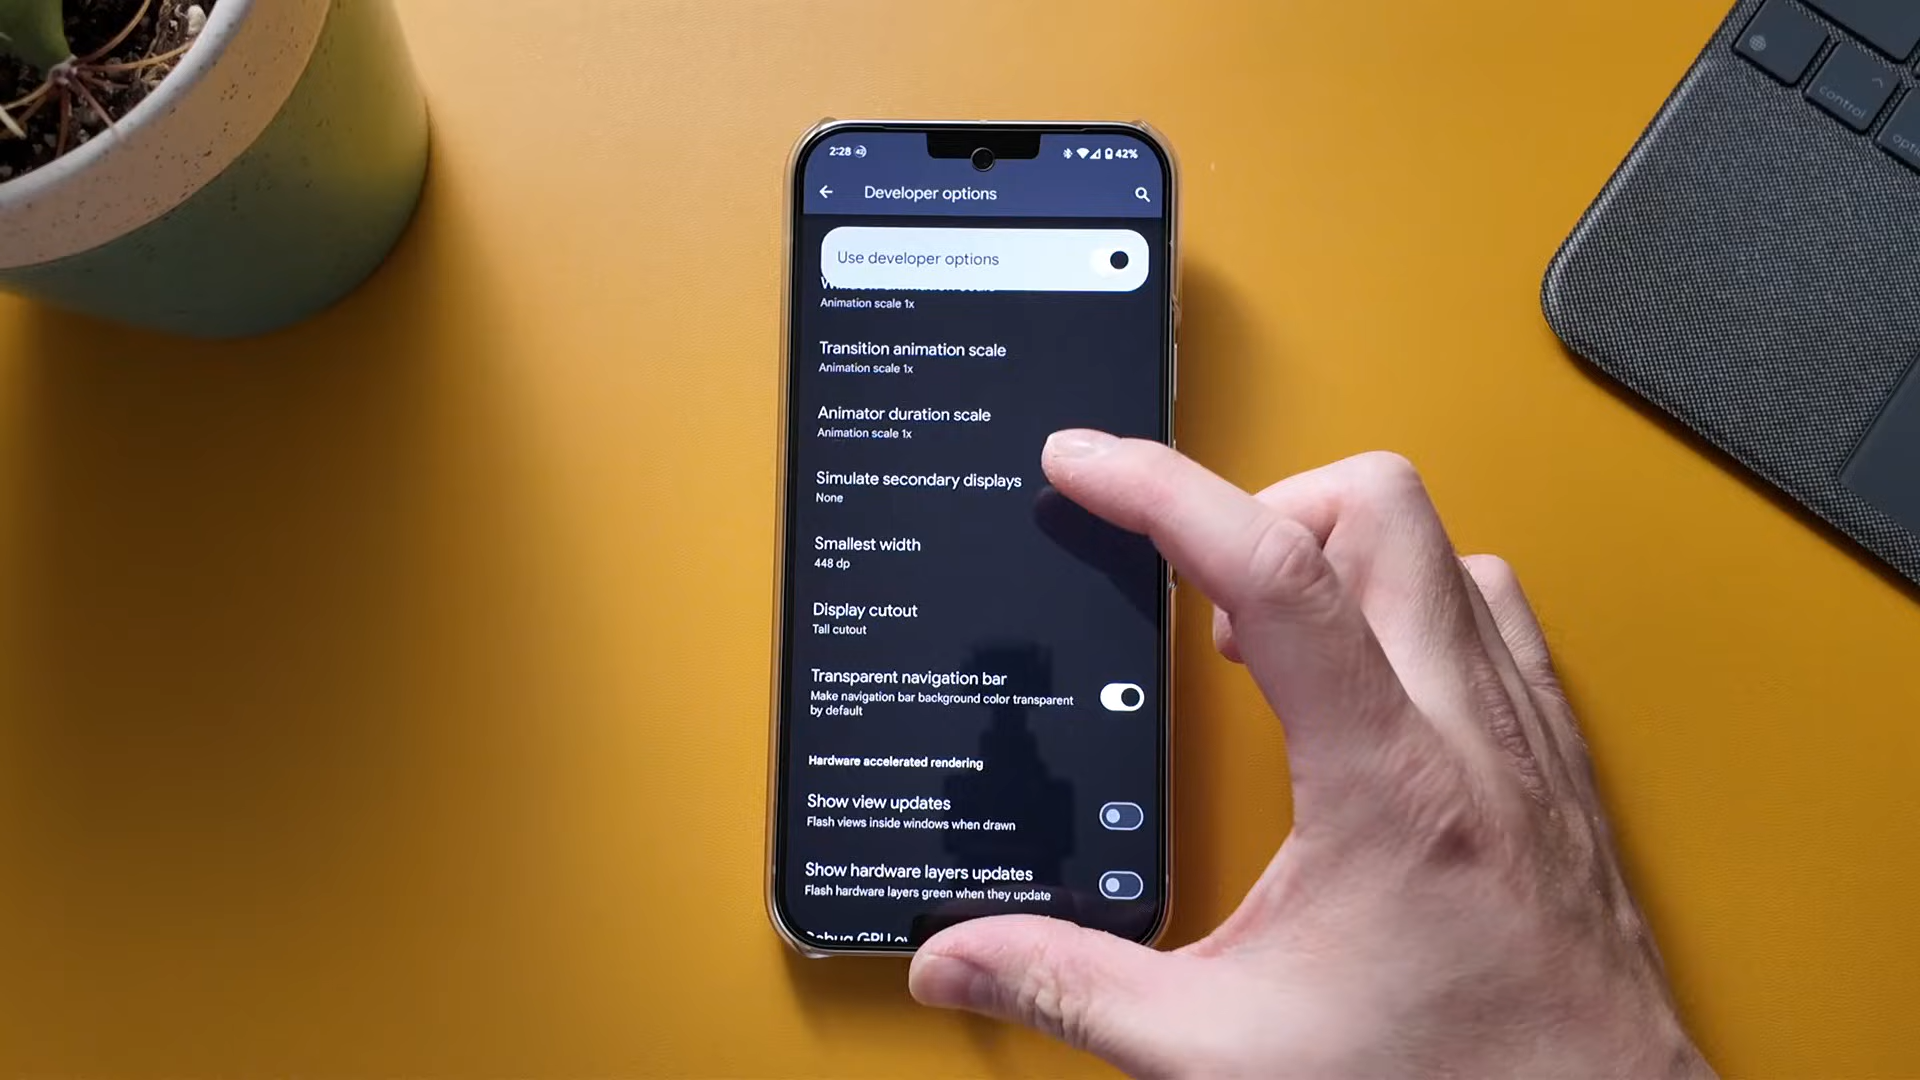 2:28
42%
Developer options
Use developer options
Animation scale 1x
Transition animation scale
Animation scale 1x
Animator duration scale
Animation scale 1x
Simulate secondary displays
None
Smallest width
448 dp
Display cutout
Tall cutout
Transparent navigation bar
Make navigation bar background color transparent
by default
Hardware accelerated rendering
Show view updates
Flash views inside windows when drawn
Show hardware layers updates
Flash hardware layers green when they update
control